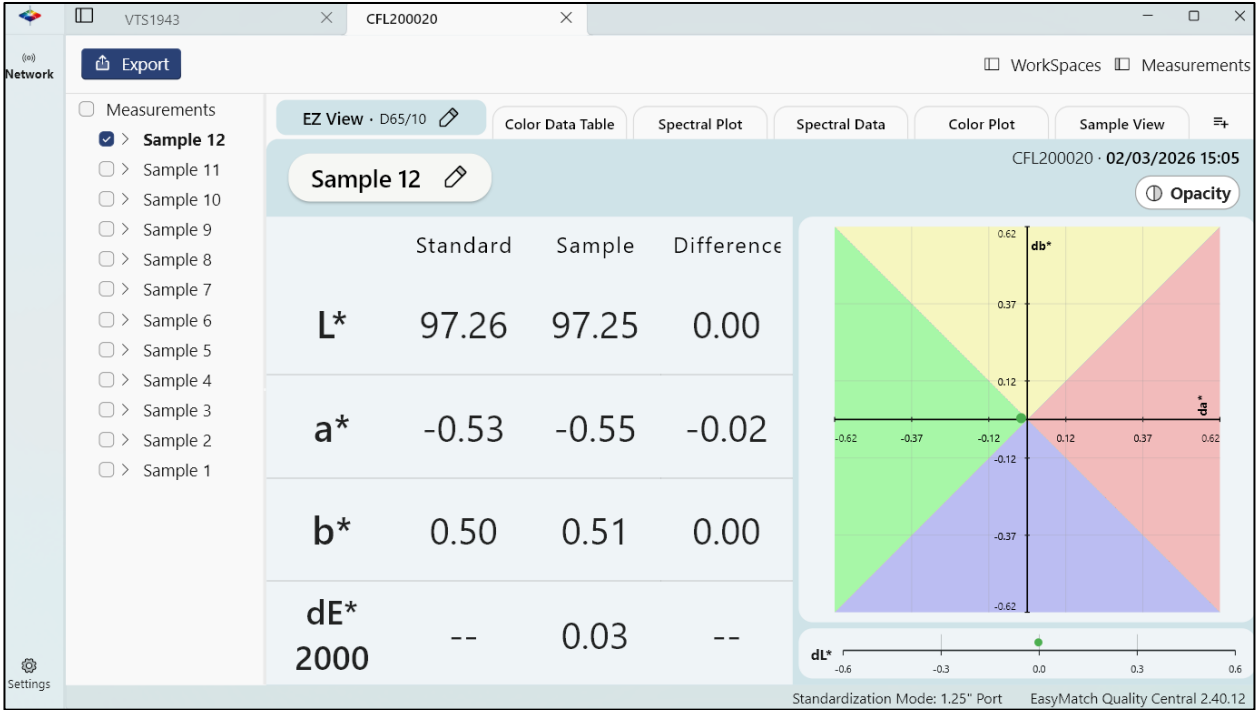 VTS1943
CFL200020
Network
Export
WorkSpaces
Measurements
Measurements
Sample 12
Sample 11
Sample 10
Sample 9
Sample 8
Sample 7
Sample 6
Sample 5
Sample 4
Sample 3
Sample 2
Sample 1
EZ View · D65/10
Color Data Table
Spectral Plot
Spectral Data
Color Plot
Sample View
Sample 12
CFL200020 · 02/03/2026 15:05
Opacity
Standard Sample Difference
L* 97.26 97.25 0.00
a* -0.53 -0.55 -0.02
b* 0.50 0.51 0.00
dE*
2000 -- 0.03 --
0.62
db*
0.37
0.12
da*
-0.62 -0.37 -0.12 0.12 0.37 0.62
-0.12
-0.37
-0.62
dL*
-0.6 -0.3 0.0 0.3 0.6
Settings
Standardization Mode: 1.25" Port EasyMatch Quality Central 2.40.12